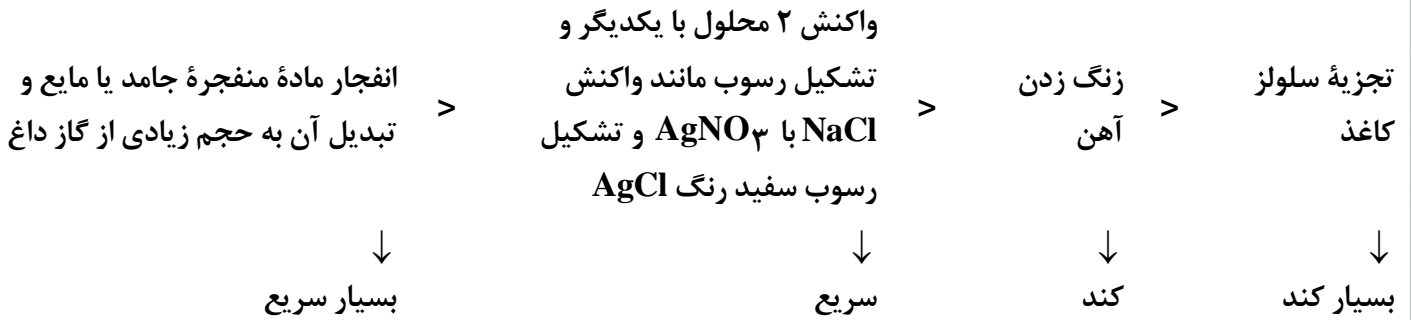 تجزیهٔ سلولز
کاغذ
>
زنگ زدن
آهن
>
واکنش ۲ محلول با یکدیگر و
تشکیل رسوب مانند واکنش
NaCl با AgNO۳ و تشکیل
رسوب سفید رنگ AgCl
>
انفجار مادهٔ منفجرهٔ جامد یا مایع و
تبدیل آن به حجم زیادی از گاز داغ
↓ ↓ ↓ ↓
بسیار کند
کند
سریع
بسیار سریع